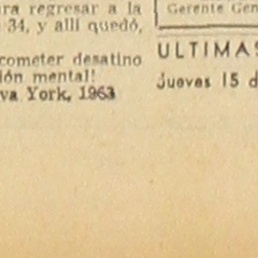 ra regresar a la
-34, y allí quedó,
cometer desatino
ión mental!
va York, 1963
Gerente Gen
ULTIMAS
Jueves 15 d